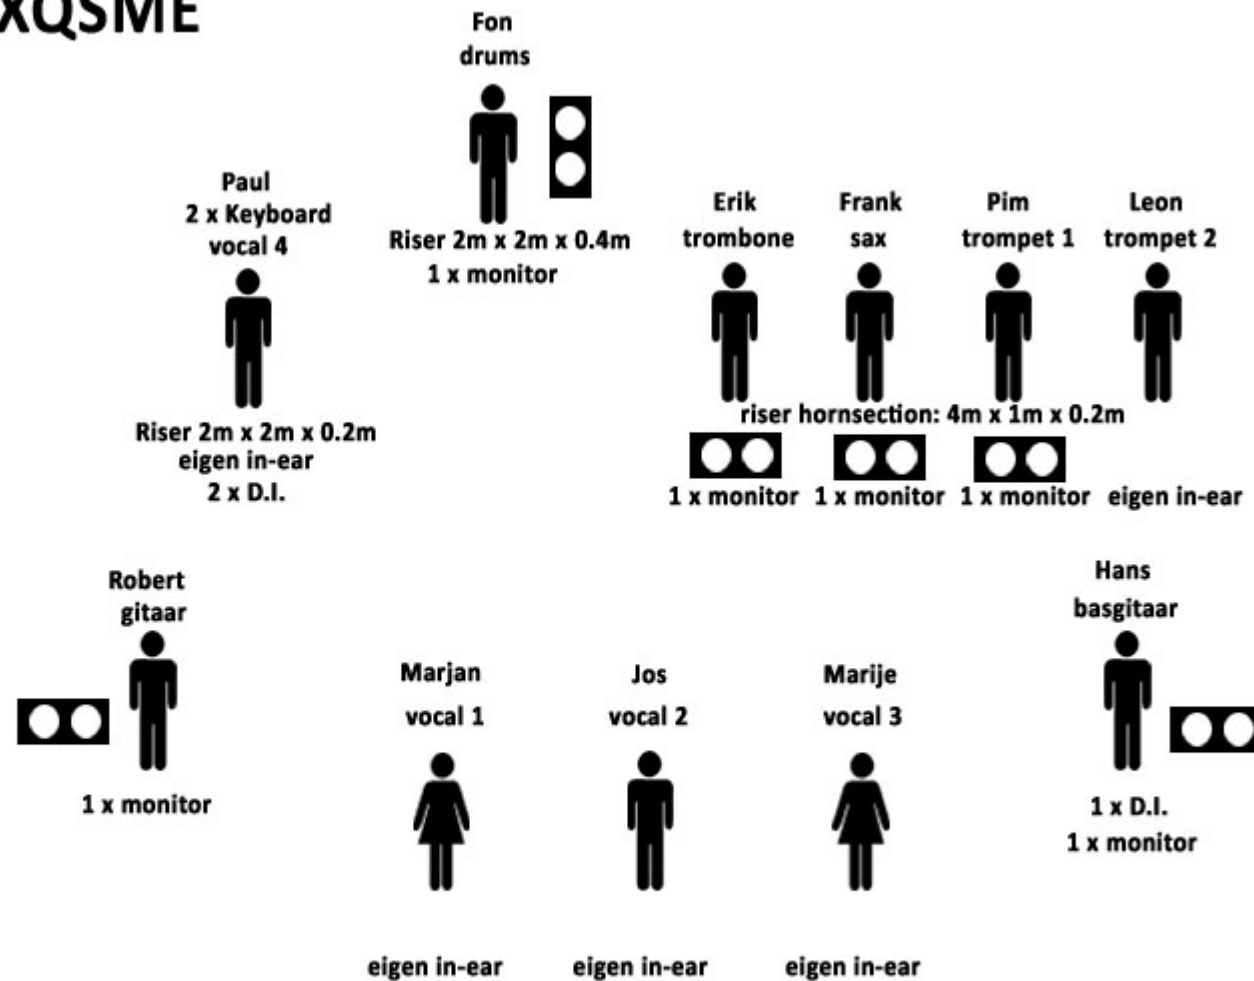 XQSME
Fon
drums
Riser 2m x 2m x 0.4m
1 x monitor
Paul
2 x Keyboard
vocal 4
Riser 2m x 2m x 0.2m
eigen in-ear
2 x D.I.
Erik
trombone
Frank
sax
Pim
trompet 1
Leon
trompet 2
riser hornsection: 4m x 1m x 0.2m
1 x monitor
1 x monitor
1 x monitor
eigen in-ear
Robert
gitaar
1 x monitor
Marjan
vocal 1
eigen in-ear
Jos
vocal 2
eigen in-ear
Marije
vocal 3
eigen in-ear
Hans
basgitaar
1 x D.I.
1 x monitor